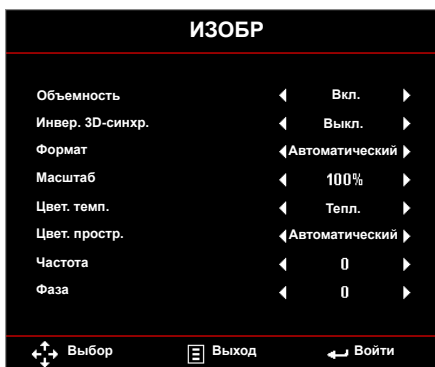 ИЗОБР
Объемность Вкл.
Инвер. 3D-синхр. Выкл.
Формат Автоматический
Масштаб 100%
Цвет. темп. Тепл.
Цвет. простр. Автоматический
Частота 0
Фаза 0
Выбор Выход Войти